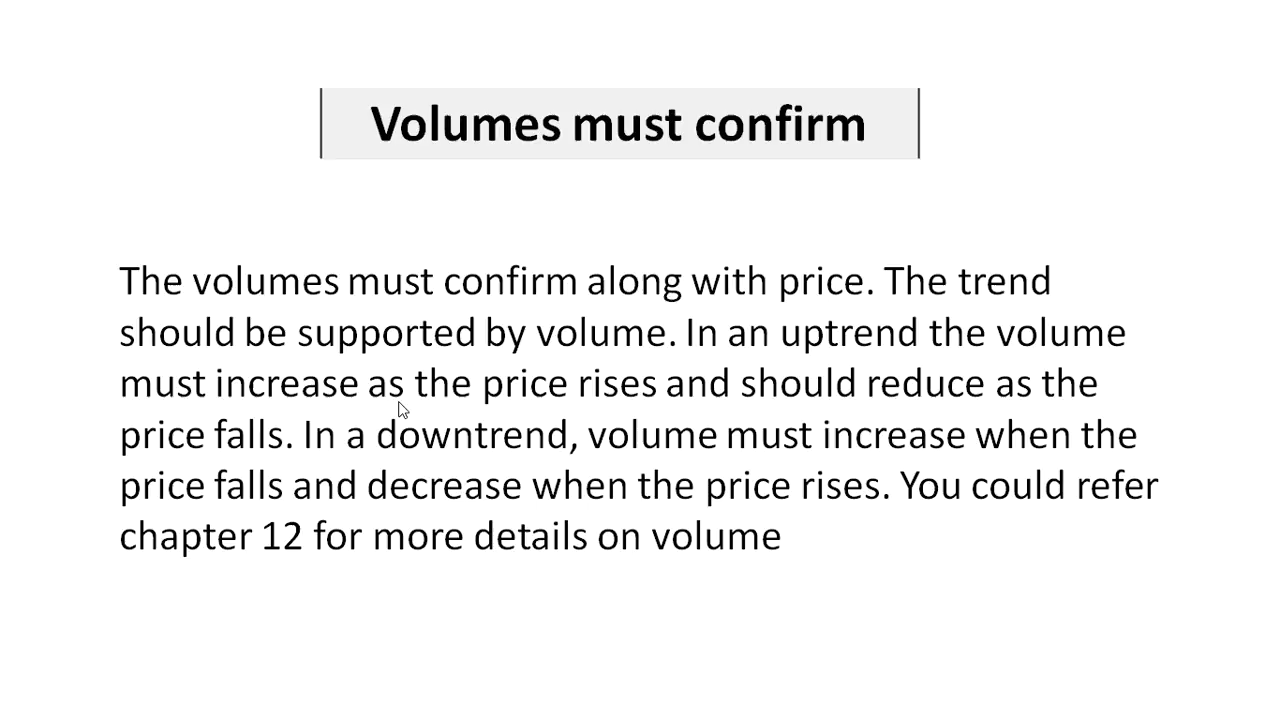 Volumes must confirm
The volumes must confirm along with price. The trend
should be supported by volume. In an uptrend the volume
must increase as the price rises and should reduce as the
price falls. In a downtrend, volume must increase when the
price falls and decrease when the price rises. You could refer
chapter 12 for more details on volume